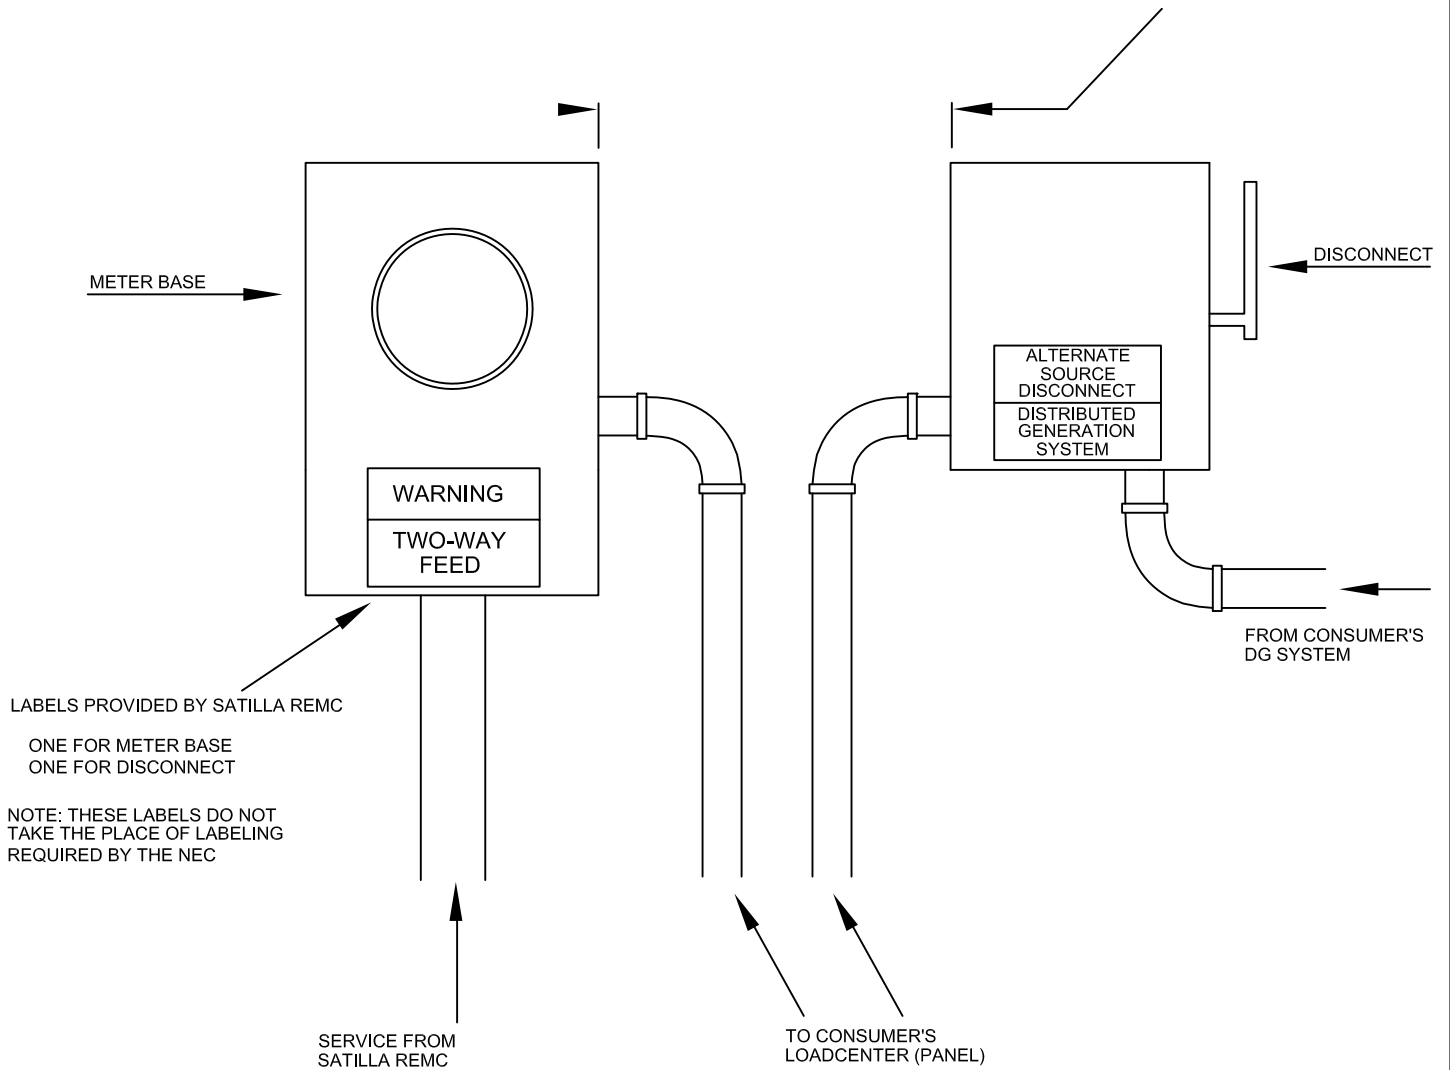 METER BASE
DISCONNECT
ALTERNATE
SOURCE
DISCONNECT
DISTRIBUTED
GENERATION
SYSTEM
WARNING
TWO-WAY
FEED
FROM CONSUMER'S
DG SYSTEM
LABELS PROVIDED BY SATILLA REMC
ONE FOR METER BASE
ONE FOR DISCONNECT
NOTE: THESE LABELS DO NOT
TAKE THE PLACE OF LABELING
REQUIRED BY THE NEC
SERVICE FROM
SATILLA REMC
TO CONSUMER'S
LOADCENTER (PANEL)